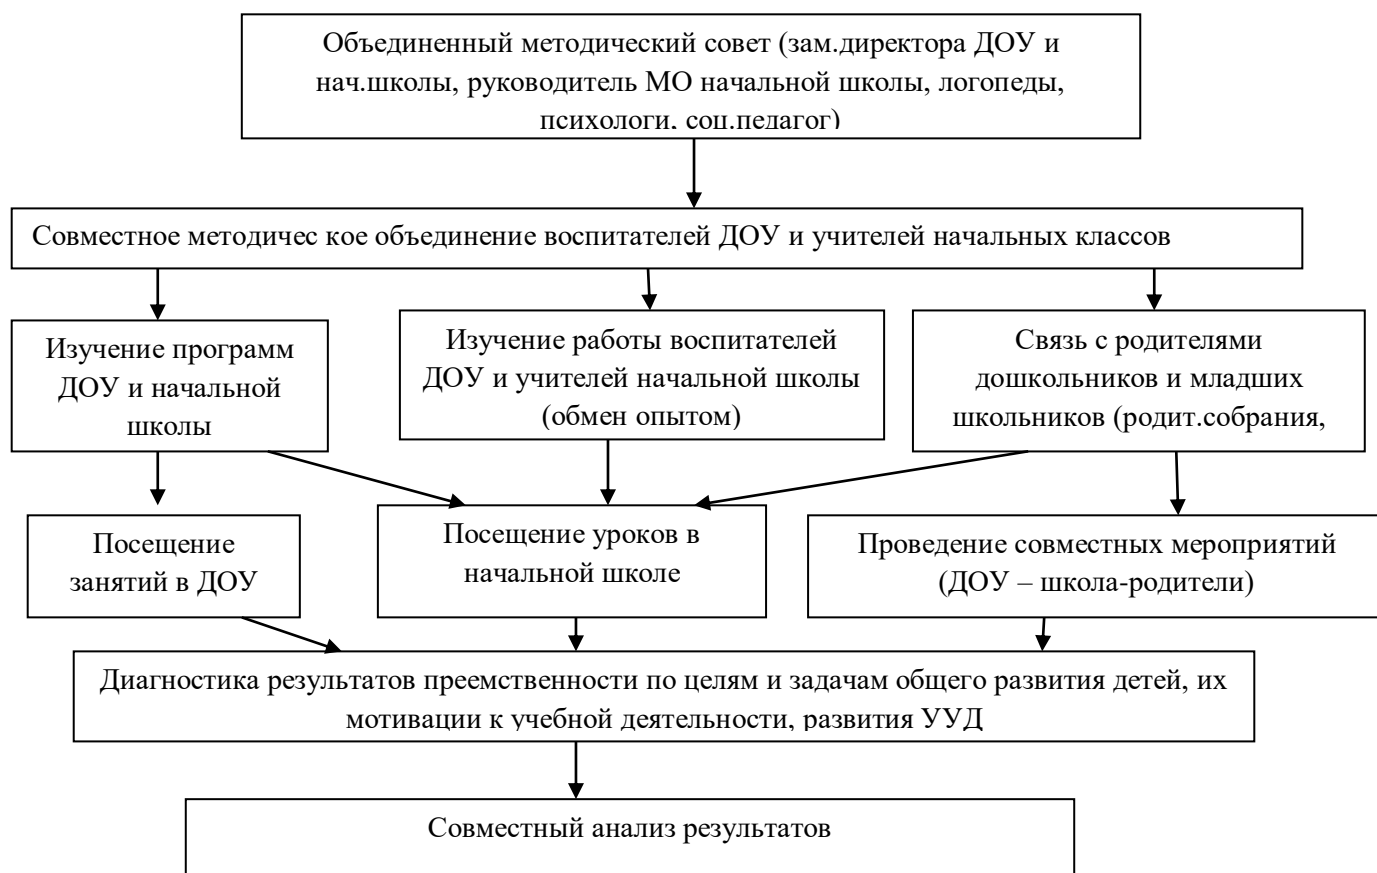 Объединенный методический совет (зам.директора ДОУ и
нач.школы, руководитель МО начальной школы, логопеды,
психологи, соц.педагог)
Совместное методичес кое объединение воспитателей ДОУ и учителей начальных классов
Изучение программ
ДОУ и начальной
школы
Изучение работы воспитателей
ДОУ и учителей начальной школы
(обмен опытом)
Связь с родителями
дошкольников и младших
школьников (родит.собрания,
Посещение
занятий в ДОУ
Посещение уроков в
начальной школе
Проведение совместных мероприятий
(ДОУ – школа-родители)
Диагностика результатов преемственности по целям и задачам общего развития детей, их
мотивации к учебной деятельности, развития УУД
Совместный анализ результатов